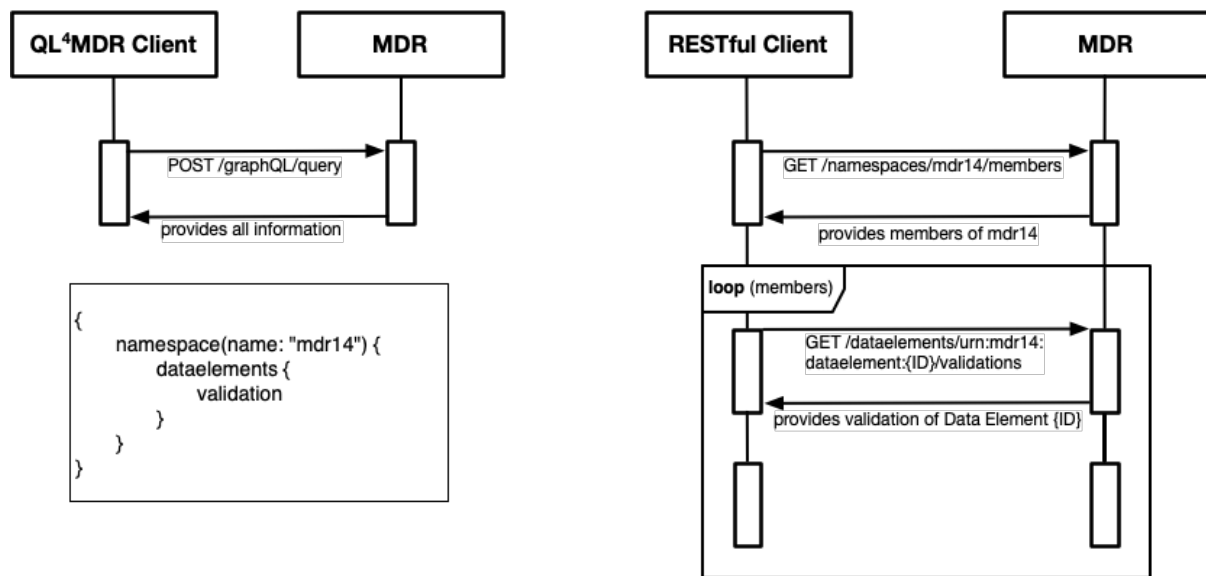 QL⁴MDR Client
MDR
POST /graphQL/query
provides all information
{
namespace(name: "mdr14") {
dataelements {
validation
}
}
}
RESTful Client
MDR
GET /namespaces/mdr14/members
provides members of mdr14
loop (members)
GET /dataelements/urn:mdr14:
dataelement:{ID}/validations
provides validation of Data Element {ID}